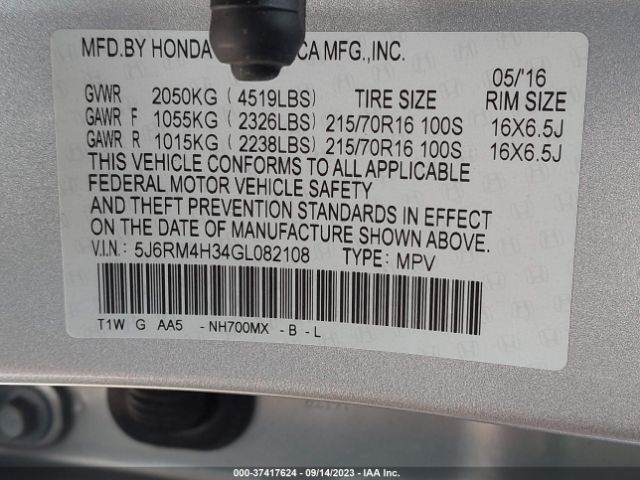 MFD.BY HONDA CA MFG.,INC.
05/'16
GVWR 2050KG ( 4519LBS) TIRE SIZE RIM SIZE
GAWR F 1055KG ( 2326LBS) 215/70R16 100S 16X6.5J
GAWR R 1015KG ( 2238LBS) 215/70R16 100S 16X6.5J
THIS VEHICLE CONFORMS TO ALL APPLICABLE
FEDERAL MOTOR VEHICLE SAFETY
AND THEFT PREVENTION STANDARDS IN EFFECT
ON THE DATE OF MANUFACTURE SHOWN ABOVE.
V.I.N.: 5J6RM4H34GL082108 TYPE: MPV
T1W G AA5 -NH700MX -B -L
000-37417624 - 09/14/2023 - IAA Inc.